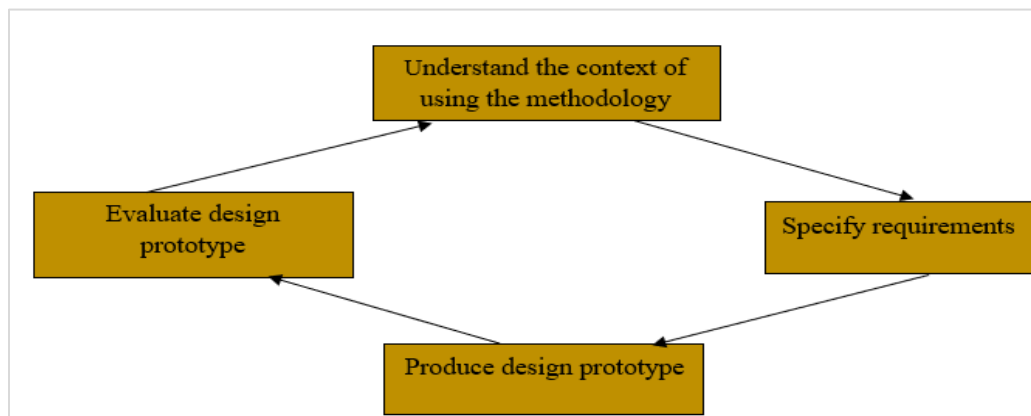 Understand the context of
using the methodology
Evaluate design
prototype
Specify requirements
Produce design prototype